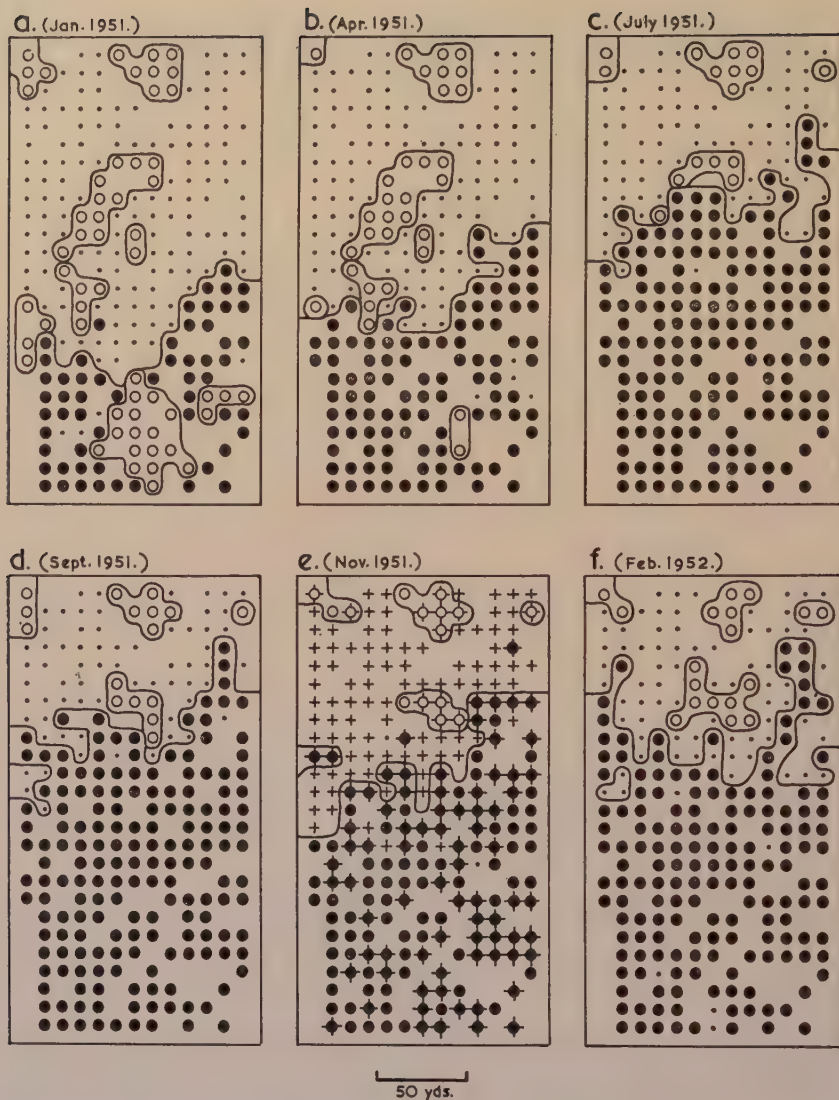 a. (Jan. 1951.)
b. (Apr. 1951.)
c. (July 1951.)
d. (Sept. 1951.)
e. (Nov. 1951.)
f. (Feb. 1952.)
50 yds.